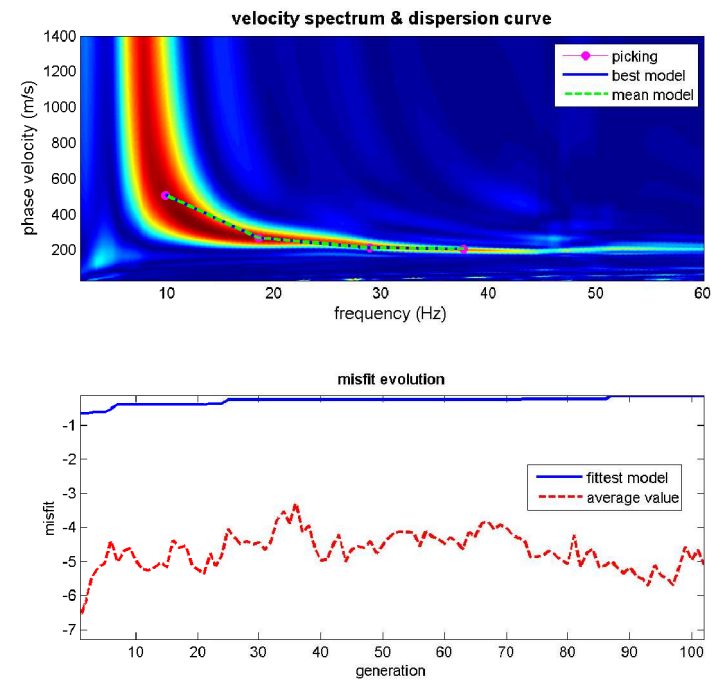 velocity spectrum & dispersion curve
1400
1200
1000
800
600
400
200
phase velocity (m/s)
picking
best model
mean model
10 20 30 40 50 60
frequency (Hz)
misfit evolution
-1
-2
-3
-4
-5
-6
-7
misfit
fittest model
average value
10 20 30 40 50 60 70 80 90 100
generation